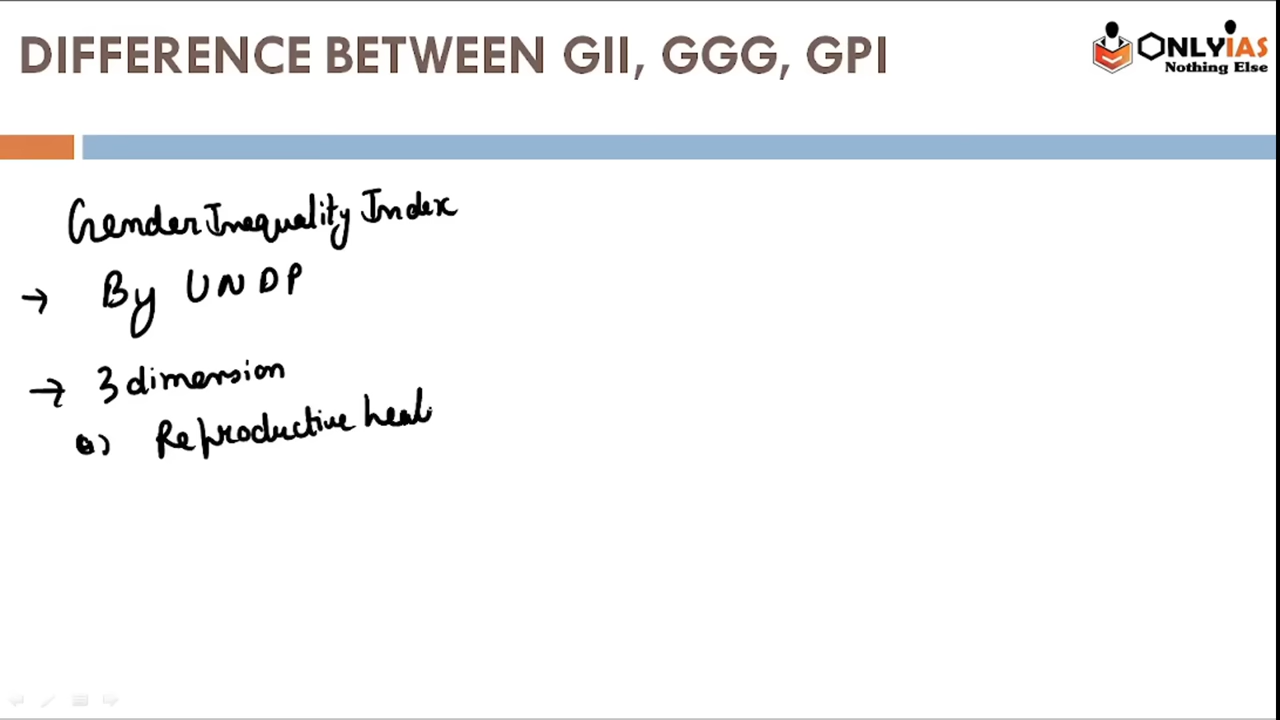 DIFFERENCE BETWEEN GII, GGG, GPI
ONLYIAS
Nothing Else
Gender Inequality Index
→ By UNDP
→ 3 dimension
a) Reproductive heal